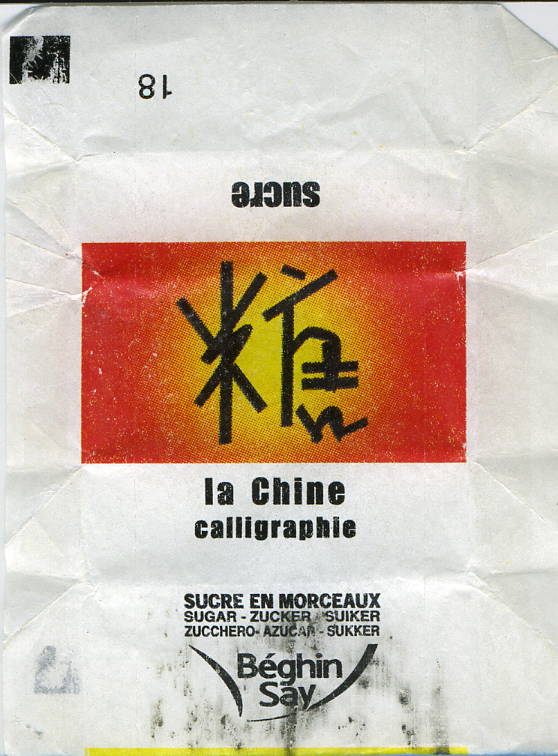 18
sucre
糖
la Chine
calligraphie
SUCRE EN MORCEAUX
SUGAR - ZUCKER - SUIKER
ZUCCHERO - AZUCAR - SUKKER
Béghin
Say